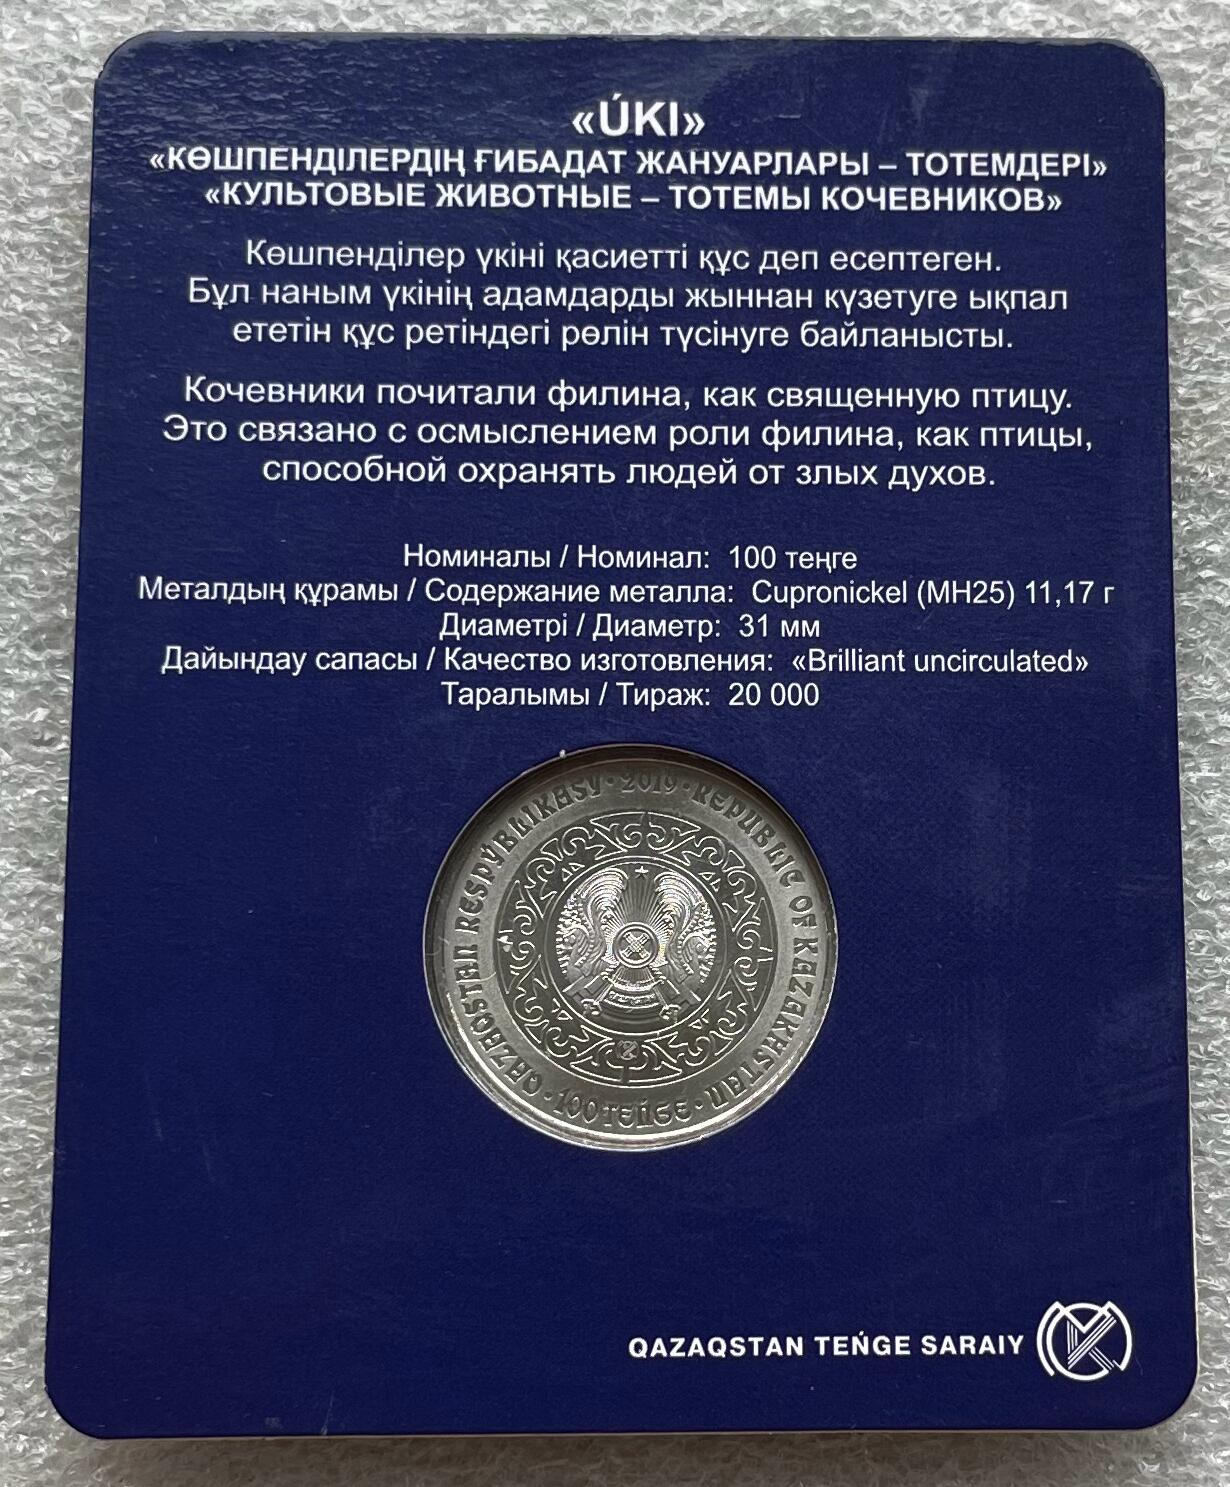 «ÚKI»
«КӨШПЕНДІЛЕРДІҢ ҒИБАДАТ ЖАНУАРЛАРЫ – ТОТЕМДЕРІ»
«КУЛЬТОВЫЕ ЖИВОТНЫЕ – ТОТЕМЫ КОЧЕВНИКОВ»
Көшпенділер үкіні қасиетті құс деп есептеген.
Бұл наным үкінің адамдарды жыннан күзетуге ықпал
ететін құс ретіндегі рөлін түсінуге байланысты.
Кочевники почитали филина, как священную птицу.
Это связано с осмыслением роли филина, как птицы,
способной охранять людей от злых духов.
Номиналы / Номинал: 100 теңге
Металдың құрамы / Содержание металла: Cupronickel (МН25) 11,17 г
Диаметрі / Диаметр: 31 мм
Дайындау сапасы / Качество изготовления: «Brilliant uncirculated»
Таралымы / Тираж: 20 000
QAZAQSTAN RESPÝBLIKASY · 2019 · REPUBLIC OF KAZAKHSTAN · 100 TEŃGE ·
QAZAQSTAN TEŃGE SARAIY